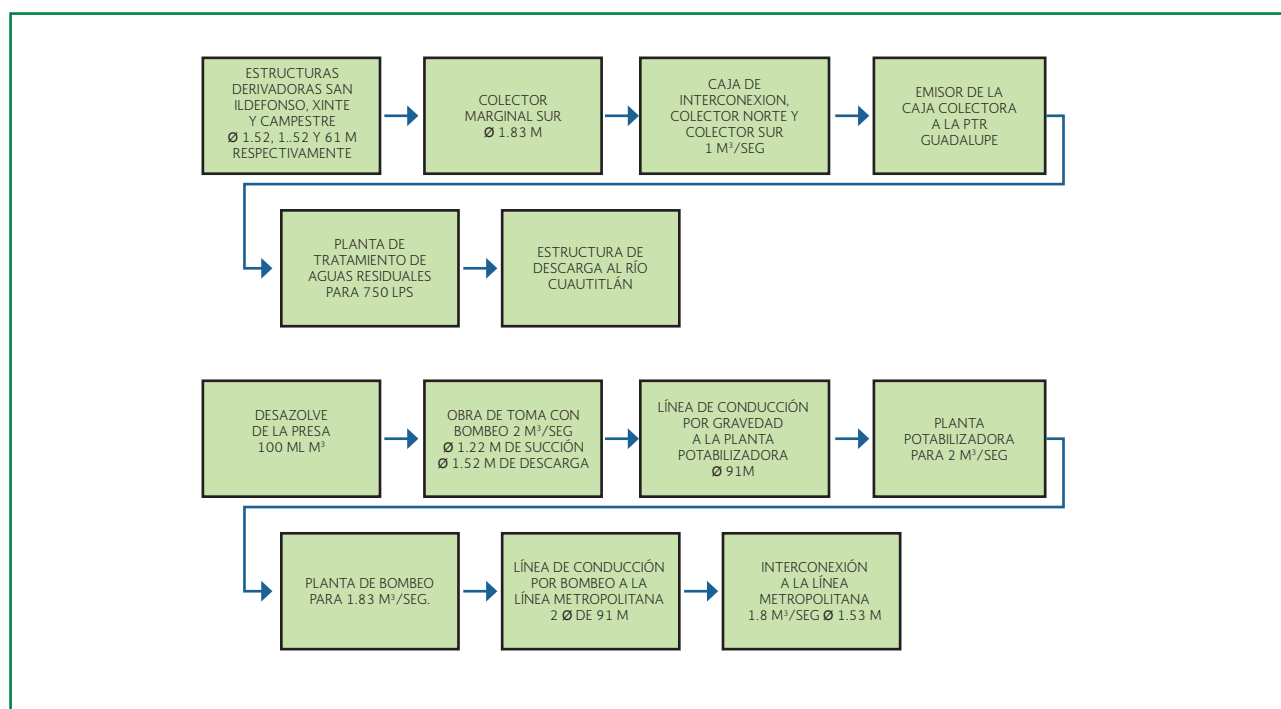 ESTRUCTURAS
DERIVADORAS SAN
ILDEFONSO, XINTE
Y CAMPESTRE
Ø 1.52, 1..52 Y 61 M
RESPECTIVAMENTE
COLECTOR
MARGINAL SUR
Ø 1.83 M
CAJA DE
INTERCONEXION,
COLECTOR NORTE Y
COLECTOR SUR
1 M³/SEG
EMISOR DE LA
CAJA COLECTORA
A LA PTR
GUADALUPE
PLANTA DE
TRATAMIENTO DE
AGUAS RESIDUALES
PARA 750 LPS
ESTRUCTURA DE
DESCARGA AL RÍO
CUAUTITLÁN
DESAZOLVE
DE LA PRESA
100 ML M³
OBRA DE TOMA CON
BOMBEO 2 M³/SEG
Ø 1.22 M DE SUCCIÓN
Ø 1.52 M DE DESCARGA
LÍNEA DE CONDUCCIÓN
POR GRAVEDAD
A LA PLANTA
POTABILIZADORA
Ø 91M
PLANTA
POTABILIZADORA
PARA 2 M³/SEG
PLANTA DE BOMBEO
PARA 1.83 M³/SEG.
LÍNEA DE CONDUCCIÓN
POR BOMBEO A LA
LÍNEA METROPOLITANA
2 Ø DE 91 M
INTERCONEXIÓN
A LA LÍNEA
METROPOLITANA
1.8 M³/SEG Ø 1.53 M